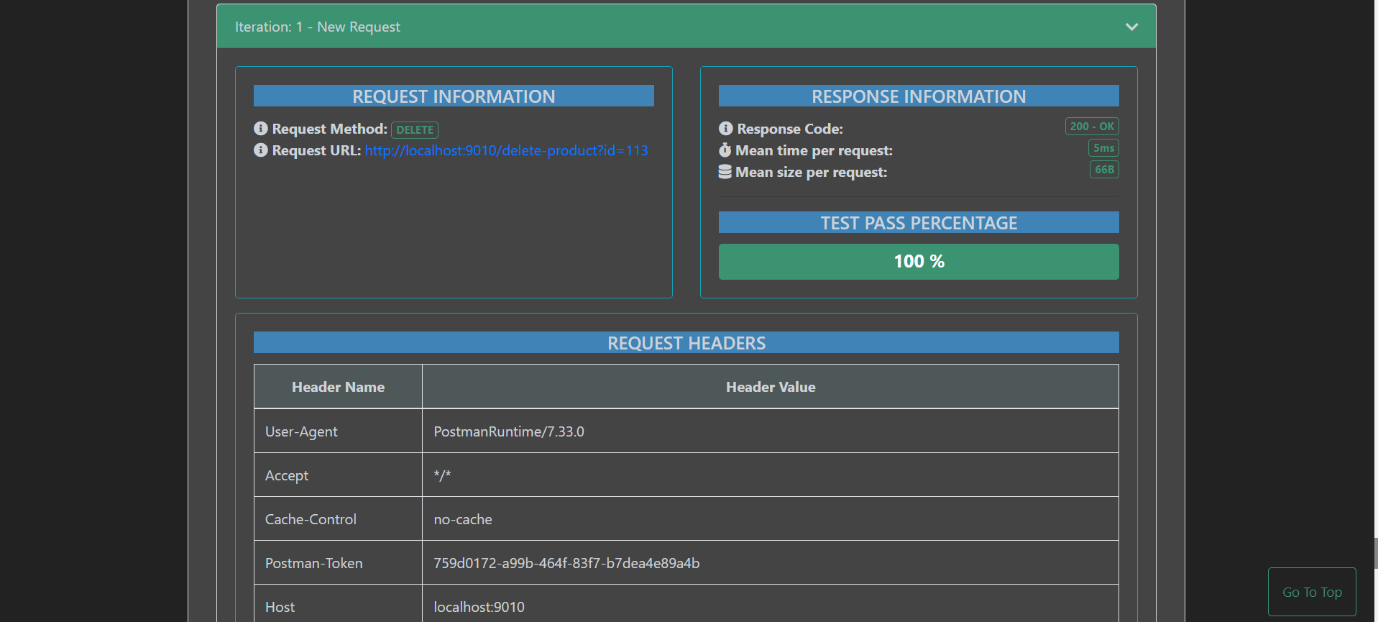 Iteration: 1 - New Request
REQUEST INFORMATION
Request Method: DELETE
Request URL: http://localhost:9010/delete-product?id=113
RESPONSE INFORMATION
Response Code: 200 - OK
Mean time per request: 5ms
Mean size per request: 66B
TEST PASS PERCENTAGE
100 %
REQUEST HEADERS
Header Name Header Value
User-Agent PostmanRuntime/7.33.0
Accept */*
Cache-Control no-cache
Postman-Token 759d0172-a99b-464f-83f7-b7dea4e89a4b
Host localhost:9010
Go To Top